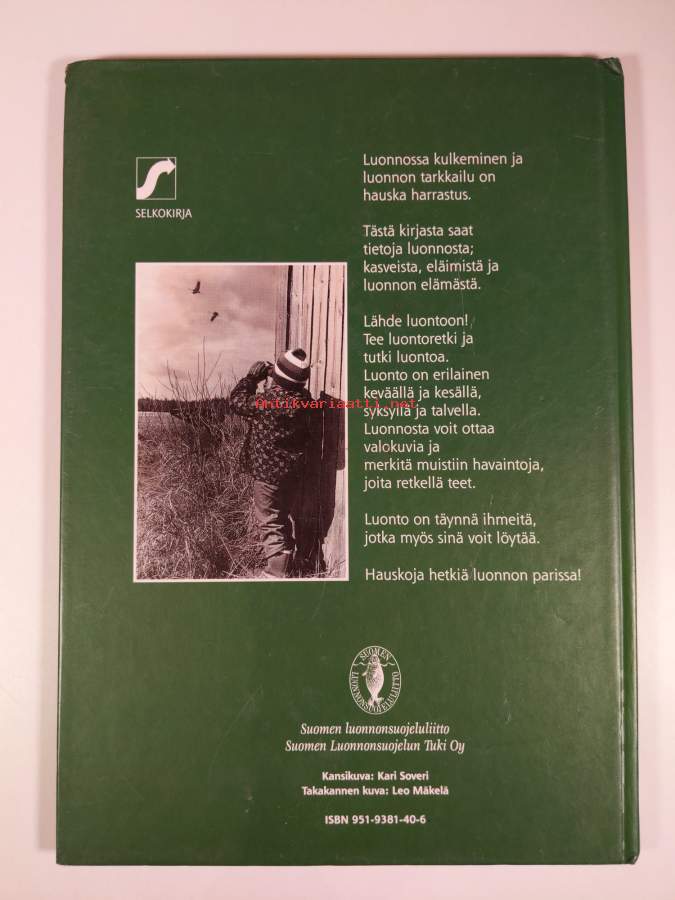 SELKOKIRJA
Luonnossa kulkeminen ja
luonnon tarkkailu on
hauska harrastus.
Tästä kirjasta saat
tietoja luonnosta;
kasveista, eläimistä ja
luonnon elämästä.
Lähde luontoon!
Tee luontoretki ja
tutki luontoa.
Luonto on erilainen
keväällä ja kesällä,
syksyllä ja talvella.
Luonnosta voit ottaa
valokuvia ja
merkitä muistiin havaintoja,
joita retkellä teet.
Luonto on täynnä ihmeitä,
jotka myös sinä voit löytää.
Hauskoja hetkiä luonnon parissa!
Antikvariaatti.net
SUOMEN
LUONNONSUOJELULIITTO
Suomen luonnonsuojeluliitto
Suomen Luonnonsuojelun Tuki Oy
Kansikuva: Kari Soveri
Takakannen kuva: Leo Mäkelä
ISBN 951-9381-40-6